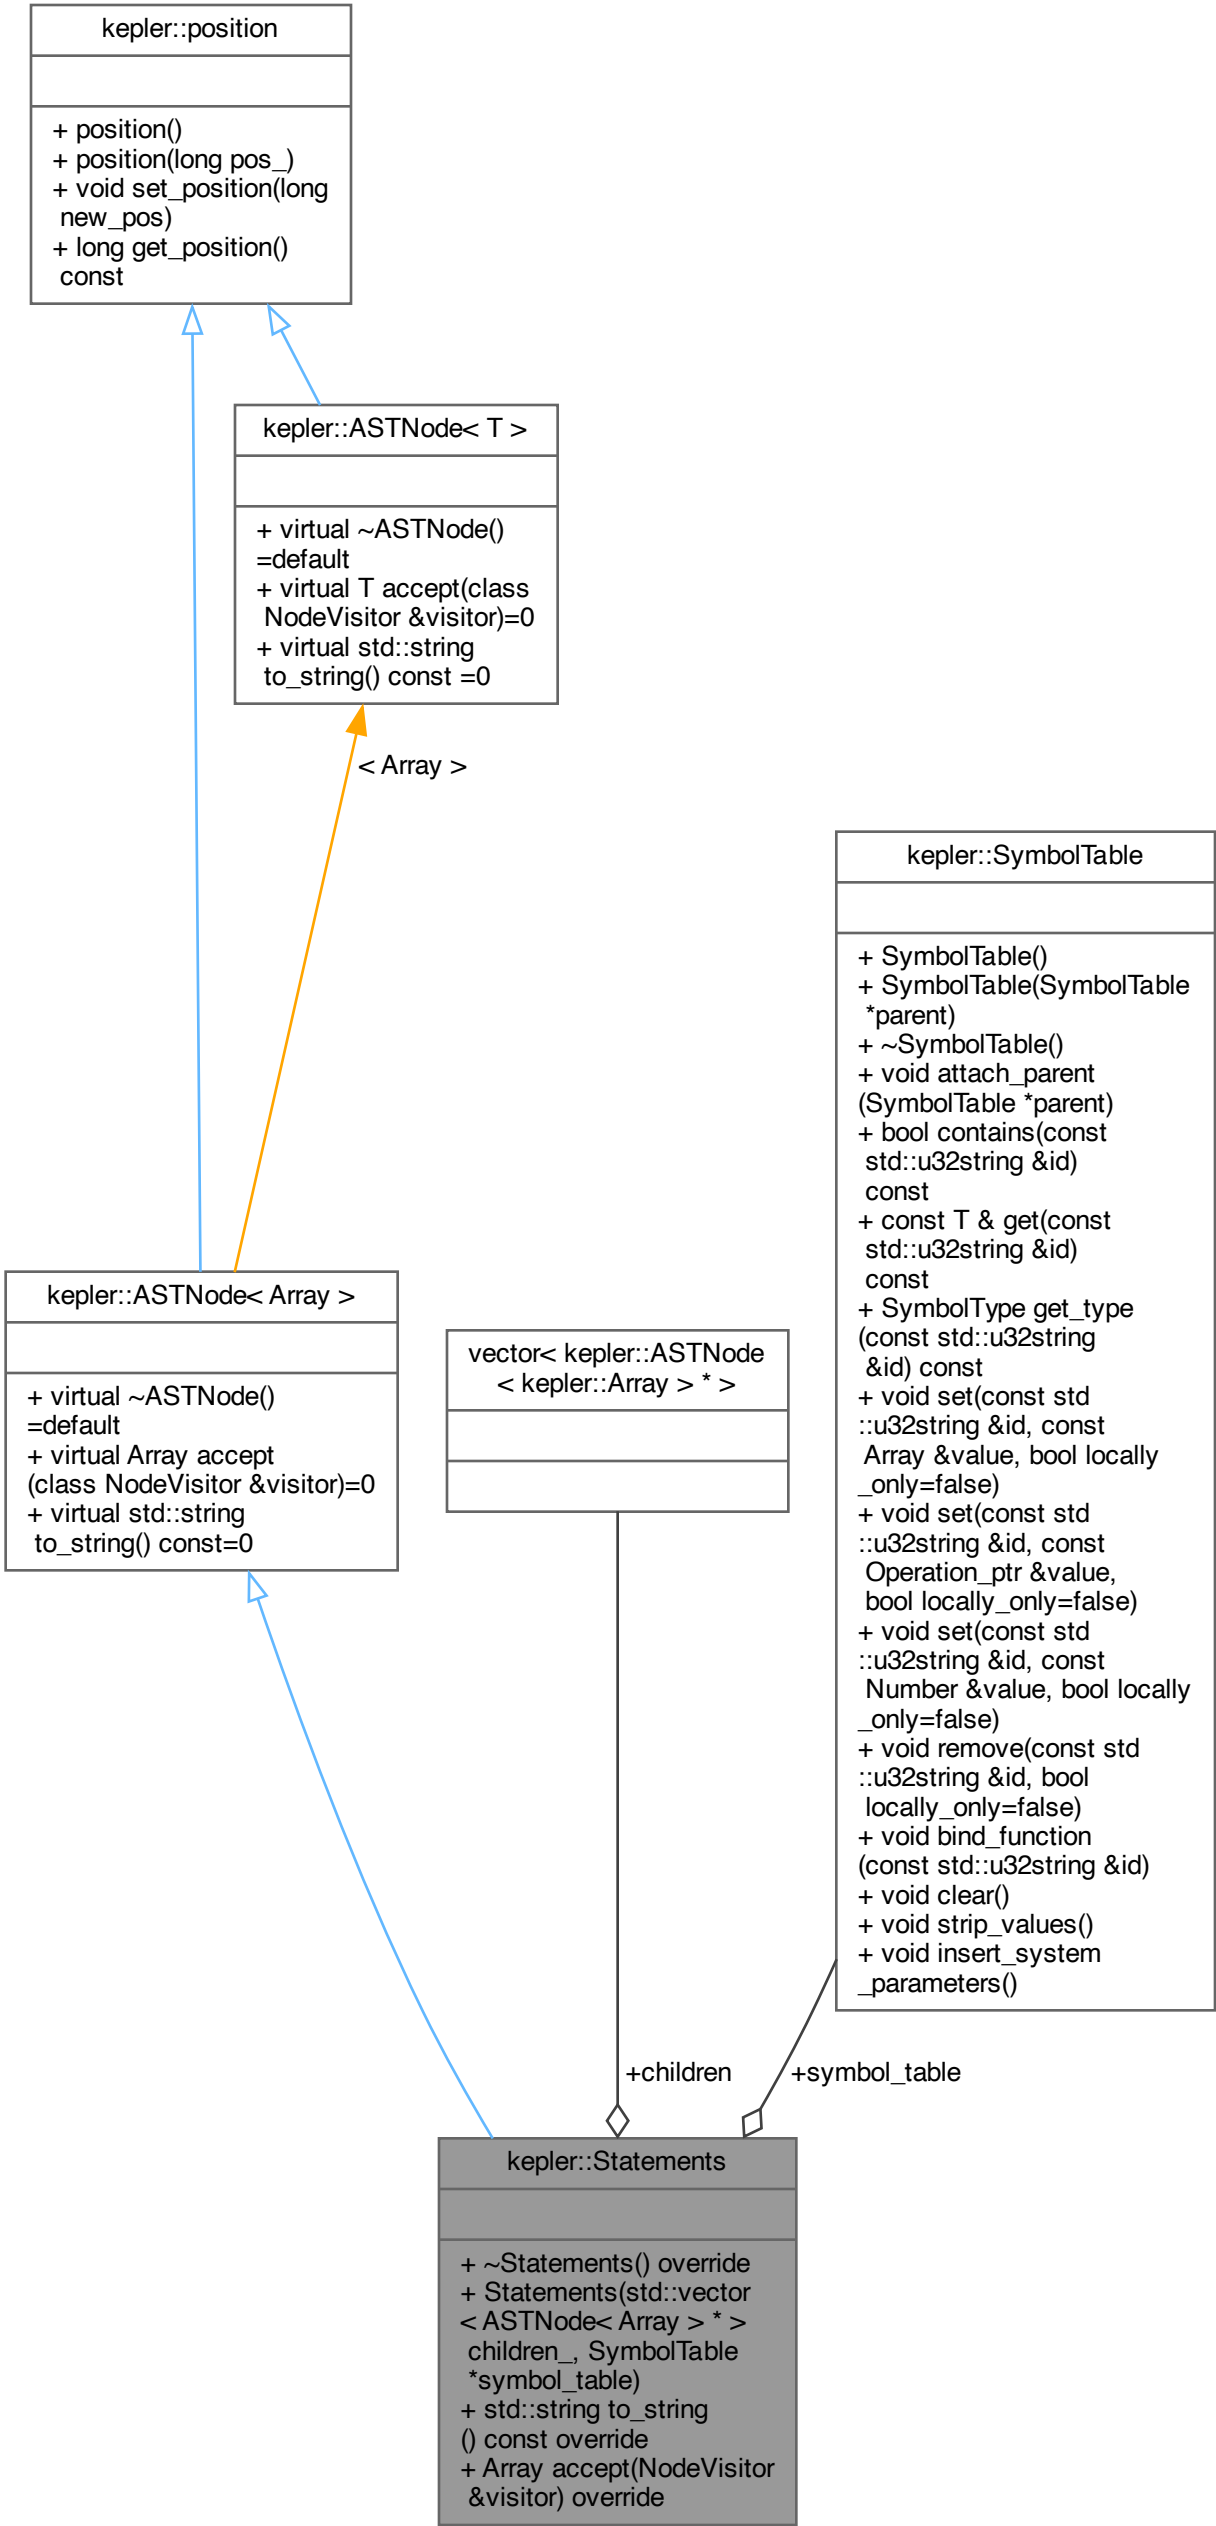 kepler::position
+ position()
+ position(long pos_)
+ void set_position(long
new_pos)
+ long get_position()
const
kepler::ASTNode< T >
+ virtual ~ASTNode()
=default
+ virtual T accept(class
NodeVisitor &visitor)=0
+ virtual std::string
to_string() const =0
< Array >
kepler::SymbolTable
+ SymbolTable()
+ SymbolTable(SymbolTable
*parent)
+ ~SymbolTable()
+ void attach_parent
(SymbolTable *parent)
+ bool contains(const
std::u32string &id)
const
+ const T & get(const
std::u32string &id)
const
+ SymbolType get_type
(const std::u32string
&id) const
+ void set(const std
::u32string &id, const
Array &value, bool locally
_only=false)
+ void set(const std
::u32string &id, const
Operation_ptr &value,
bool locally_only=false)
+ void set(const std
::u32string &id, const
Number &value, bool locally
_only=false)
+ void remove(const std
::u32string &id, bool
locally_only=false)
+ void bind_function
(const std::u32string &id)
+ void clear()
+ void strip_values()
+ void insert_system
_parameters()
kepler::ASTNode< Array >
+ virtual ~ASTNode()
=default
+ virtual Array accept
(class NodeVisitor &visitor)=0
+ virtual std::string
to_string() const=0
vector< kepler::ASTNode
< kepler::Array > * >
+children
+symbol_table
kepler::Statements
+ ~Statements() override
+ Statements(std::vector
< ASTNode< Array > * >
children_, SymbolTable
*symbol_table)
+ std::string to_string
() const override
+ Array accept(NodeVisitor
&visitor) override